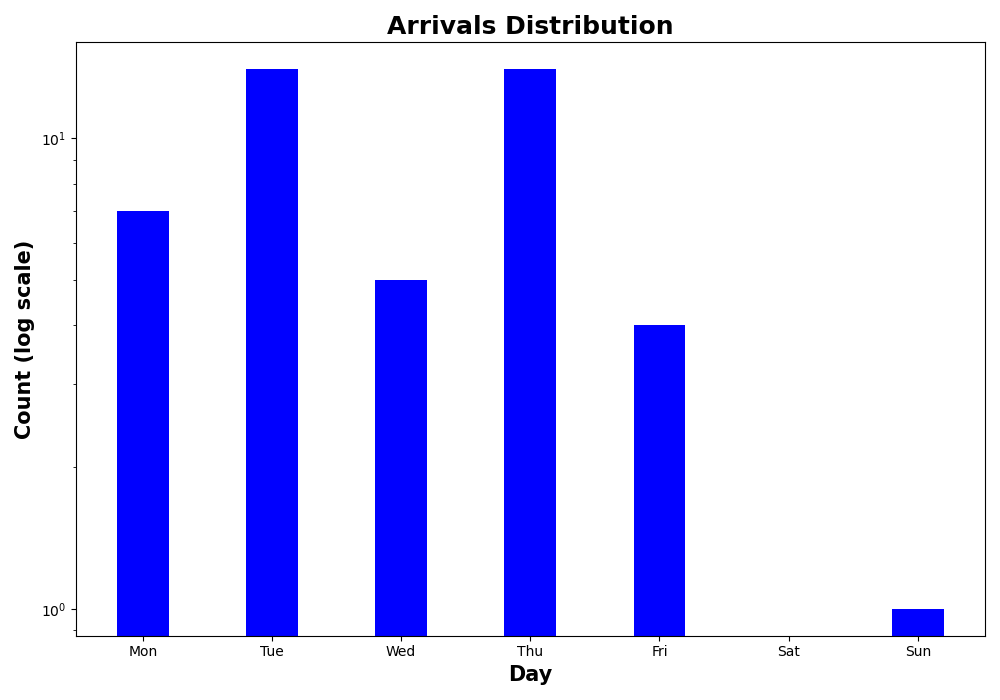 Arrivals Distribution
Count (log scale)
10¹
10⁰
Mon Tue Wed Thu Fri Sat Sun
Day